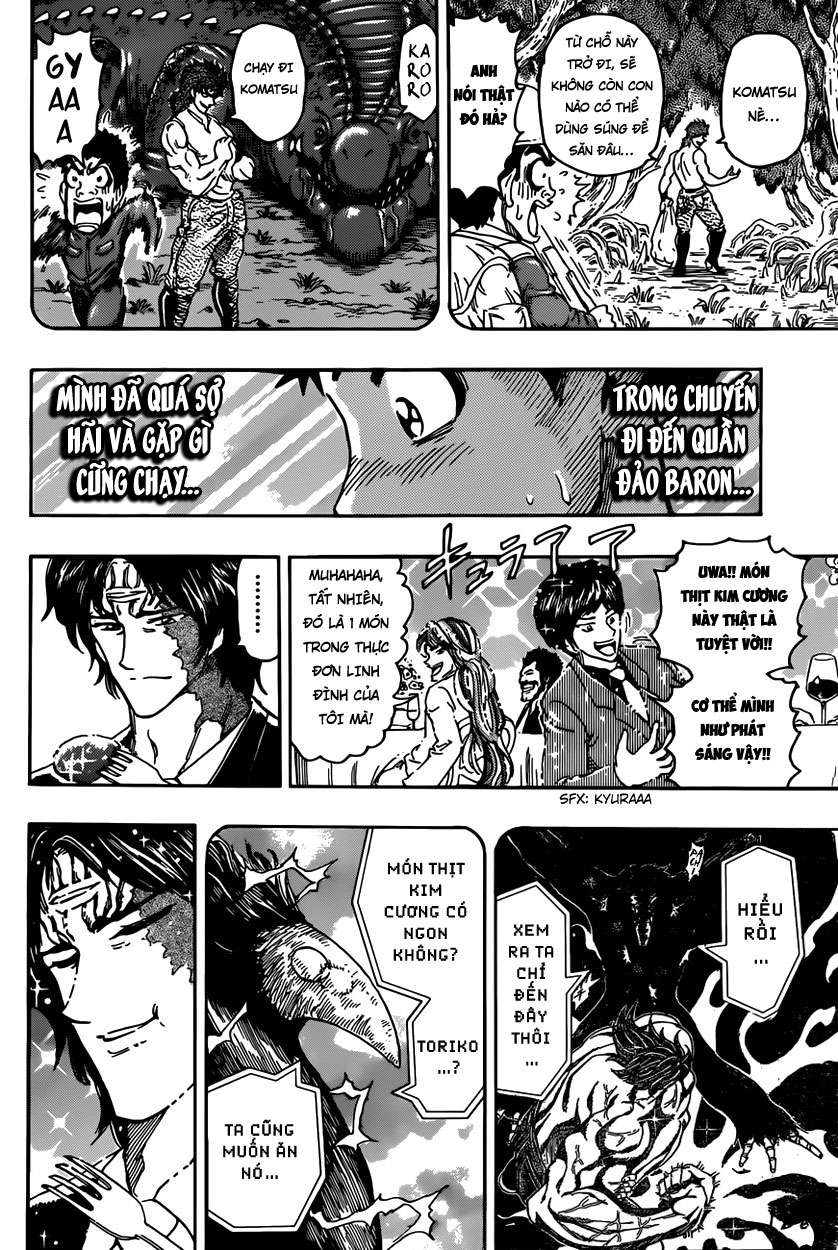 KOMATSU
NÈ...
TỪ CHỖ NÀY
TRỞ ĐI, SẼ
KHÔNG CÒN CON
NÀO CÓ THỂ
DÙNG SÚNG ĐỂ
SĂN ĐÂU...
ANH
NÓI THẬT
ĐÓ HẢ?
KA
RO
RO
CHẠY ĐI
KOMATSU
GY
AA
A
TRONG CHUYẾN
ĐI ĐẾN QUẦN
ĐẢO BARON...
MÌNH ĐÃ QUÁ SỢ
HÃI VÀ GẶP GÌ
CŨNG CHẠY...
UWA!! MÓN
THỊT KIM CƯƠNG
NÀY THẬT LÀ
TUYỆT VỜI!!!
CƠ THỂ MÌNH
NHƯ PHÁT
SÁNG VẬY!!
キュラアア
MUHAHAHA,
TẤT NHIÊN,
ĐÓ LÀ 1 MÓN
TRONG THỰC
ĐƠN LINH
ĐÌNH CỦA
TÔI MÀ!
SFX: KYURAAA
HIỂU
RỒI
...
XEM
RA TA
CHỈ
ĐẾN
ĐÂY
THÔI
...
MÓN THỊT
KIM
CƯƠNG CÓ
NGON
KHÔNG?
TORIKO
...?
TA CŨNG
MUỐN ĂN
NÓ...